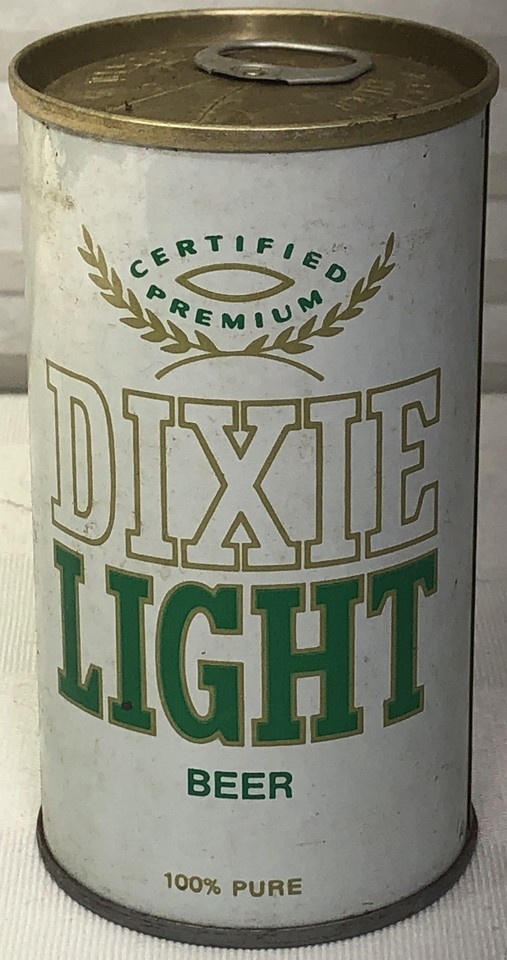 CERTIFIED
PREMIUM
DIXIE
LIGHT
BEER
100% PURE